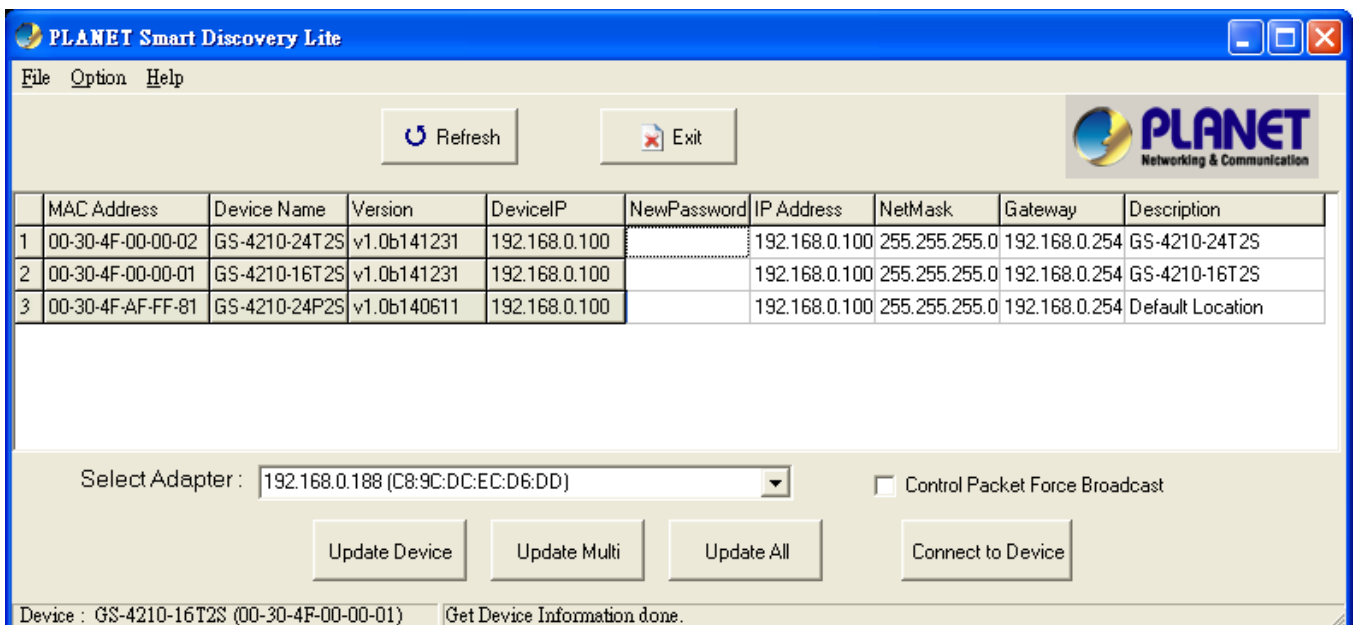 PLANET Smart Discovery Lite
File Option Help
Refresh Exit
PLANET
Networking & Communication
MAC Address Device Name Version DeviceIP NewPassword IP Address NetMask Gateway Description
1 00-30-4F-00-00-02 GS-4210-24T2S v1.0b141231 192.168.0.100 192.168.0.100 255.255.255.0 192.168.0.254 GS-4210-24T2S
2 00-30-4F-00-00-01 GS-4210-16T2S v1.0b141231 192.168.0.100 192.168.0.100 255.255.255.0 192.168.0.254 GS-4210-16T2S
3 00-30-4F-AF-FF-81 GS-4210-24P2S v1.0b140611 192.168.0.100 192.168.0.100 255.255.255.0 192.168.0.254 Default Location
Select Adapter : 192.168.0.188 (C8:9C:DC:EC:D6:DD) Control Packet Force Broadcast
Update Device Update Multi Update All Connect to Device
Device : GS-4210-16T2S (00-30-4F-00-00-01) Get Device Information done.